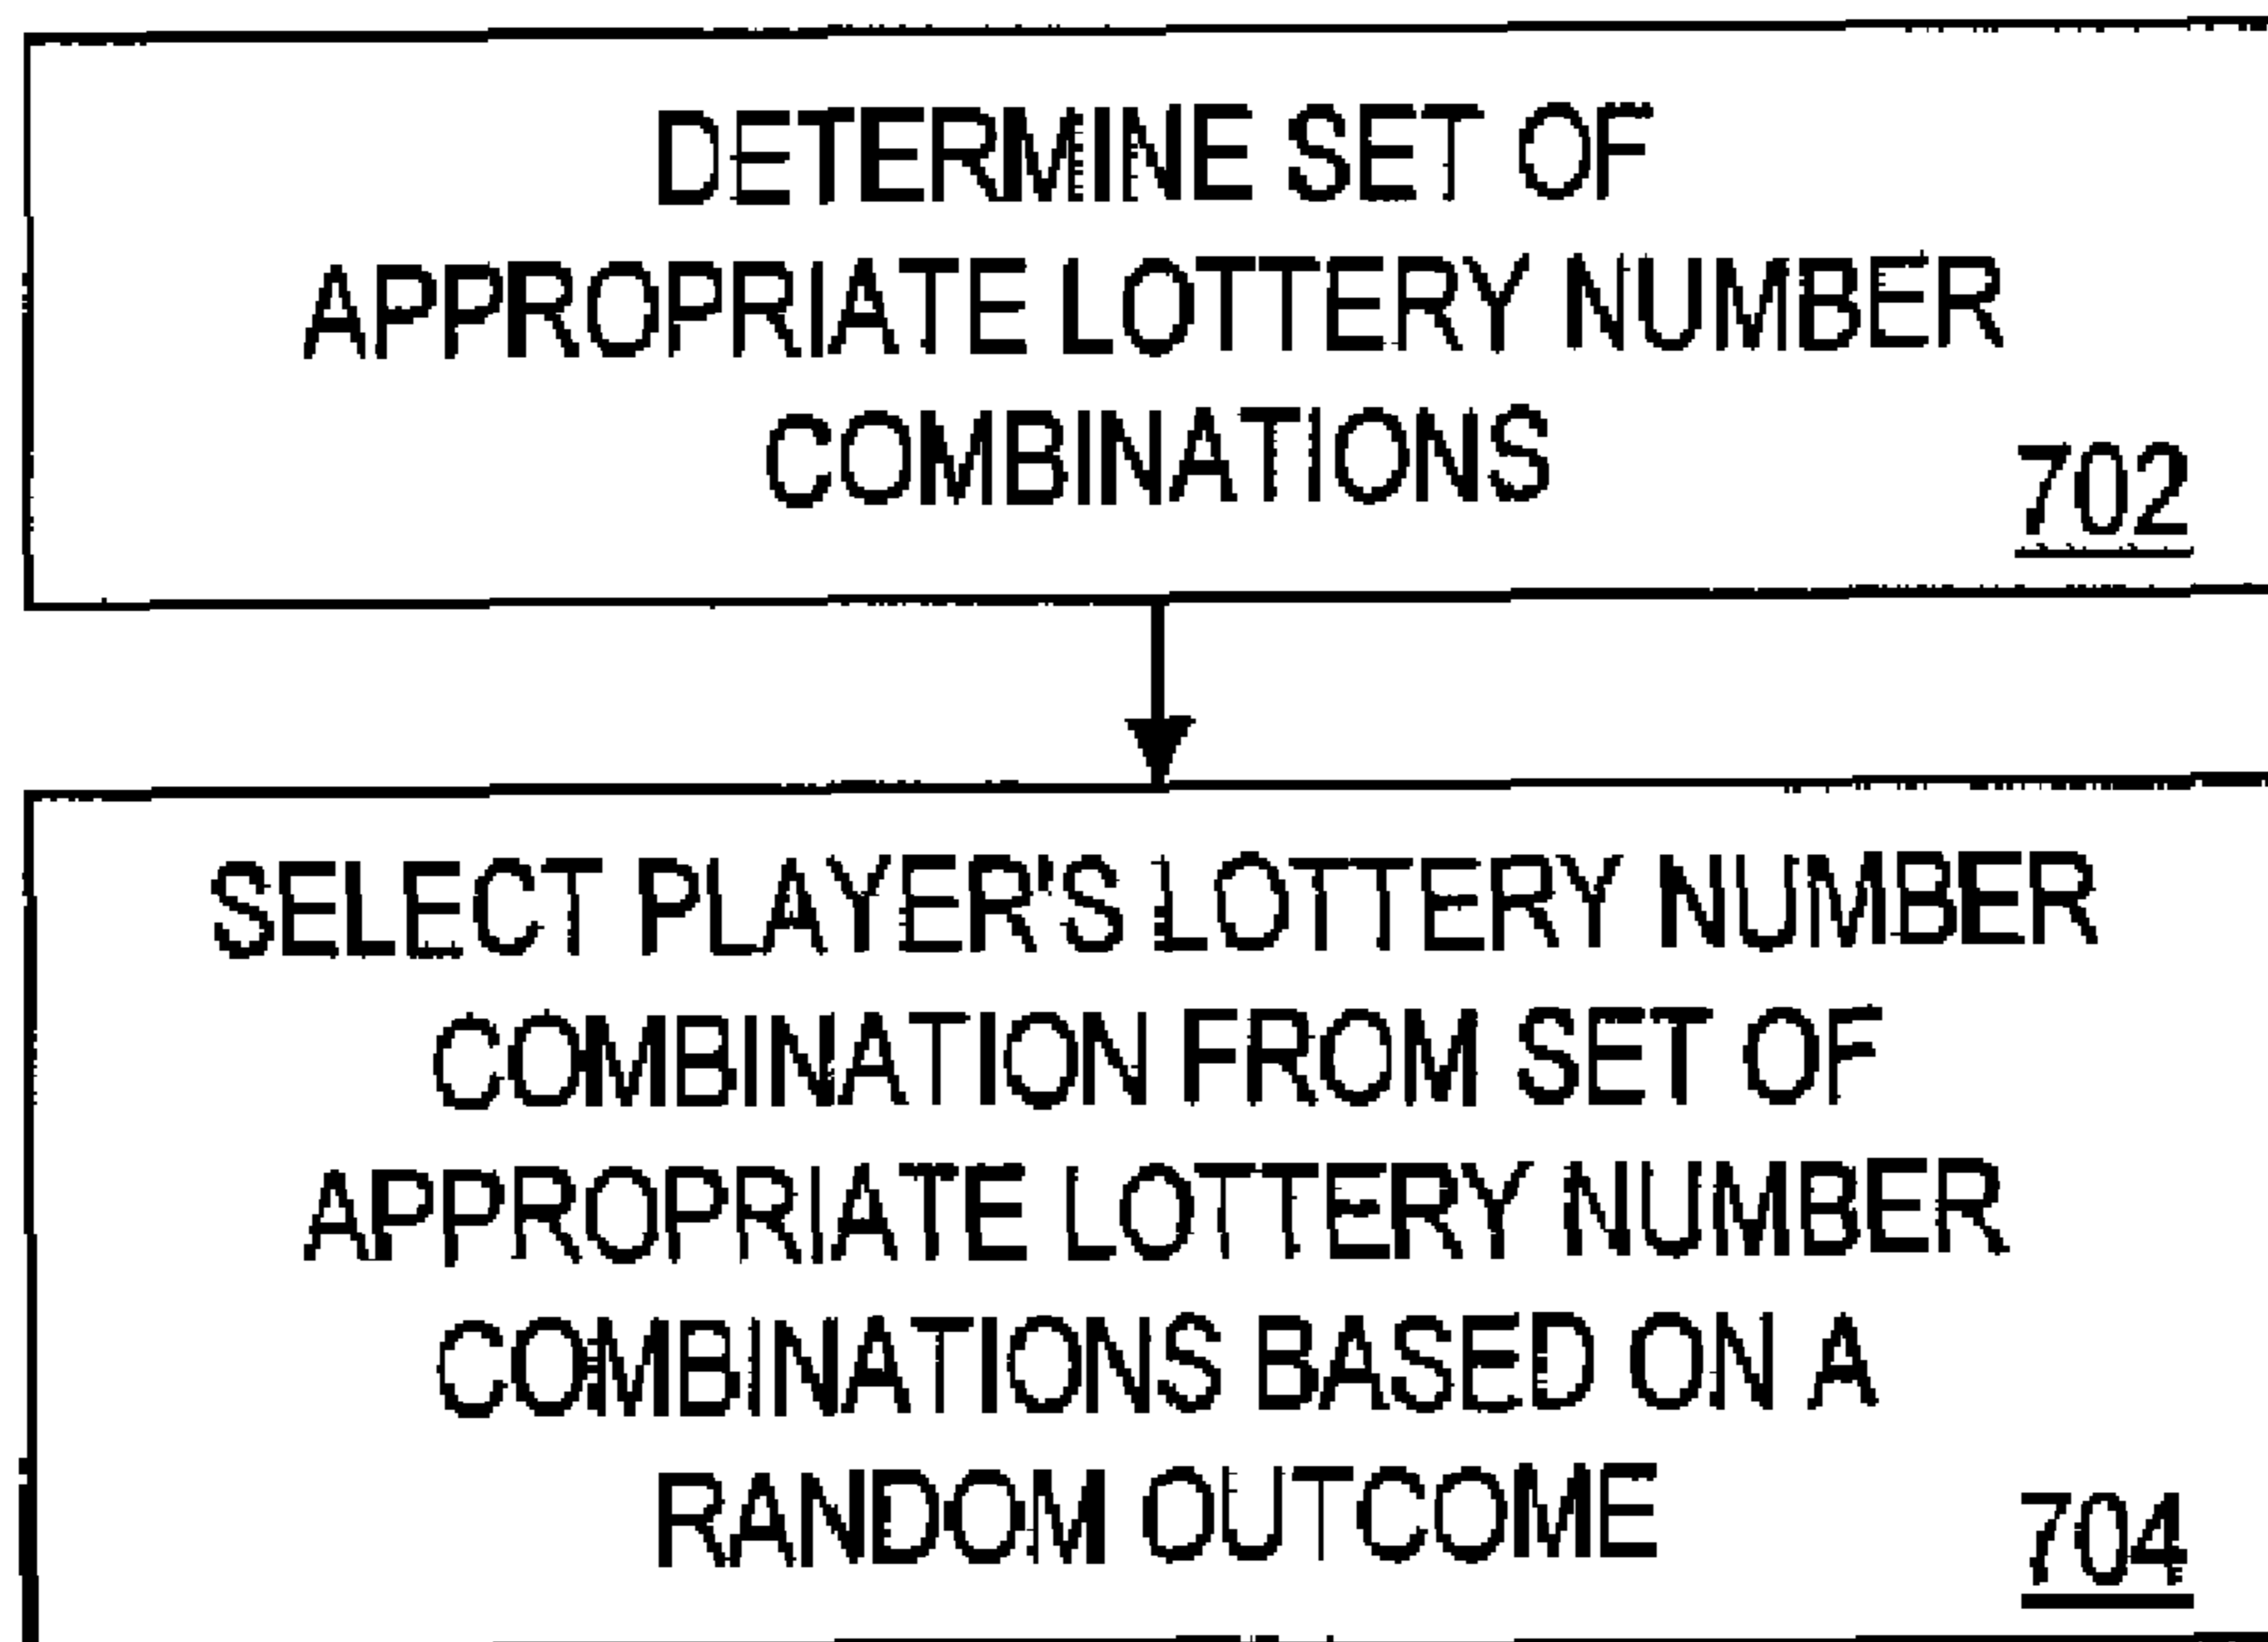 DETERMINE SET OF
APPROPRIATE LOTTERY NUMBER
COMBINATIONS
702
SELECT PLAYER'S LOTTERY NUMBER
COMBINATION FROM SET OF
APPROPRIATE LOTTERY NUMBER
COMBINATIONS BASED ON A
RANDOM OUTCOME
704